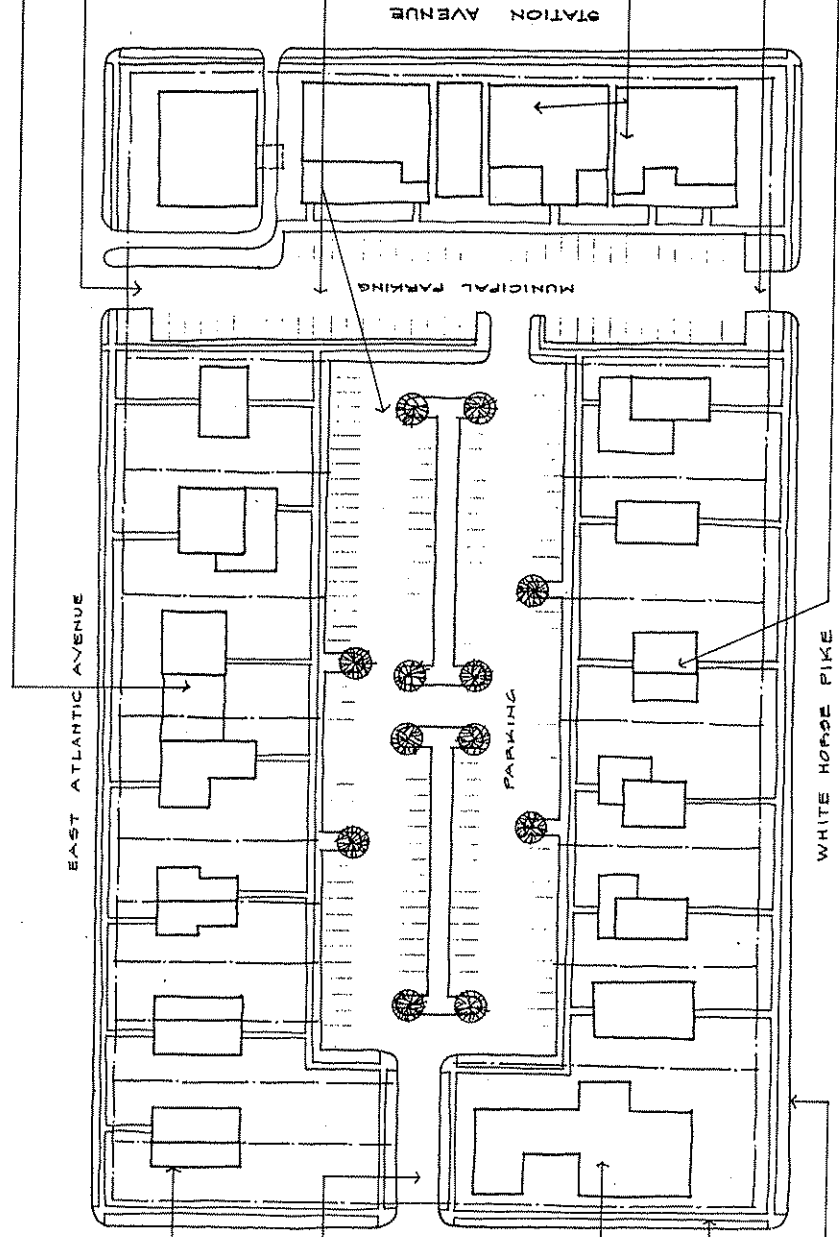 STATION AVENUE
MUNICIPAL PARKING
EAST ATLANTIC AVENUE
PARKING
WHITE HORSE PIKE